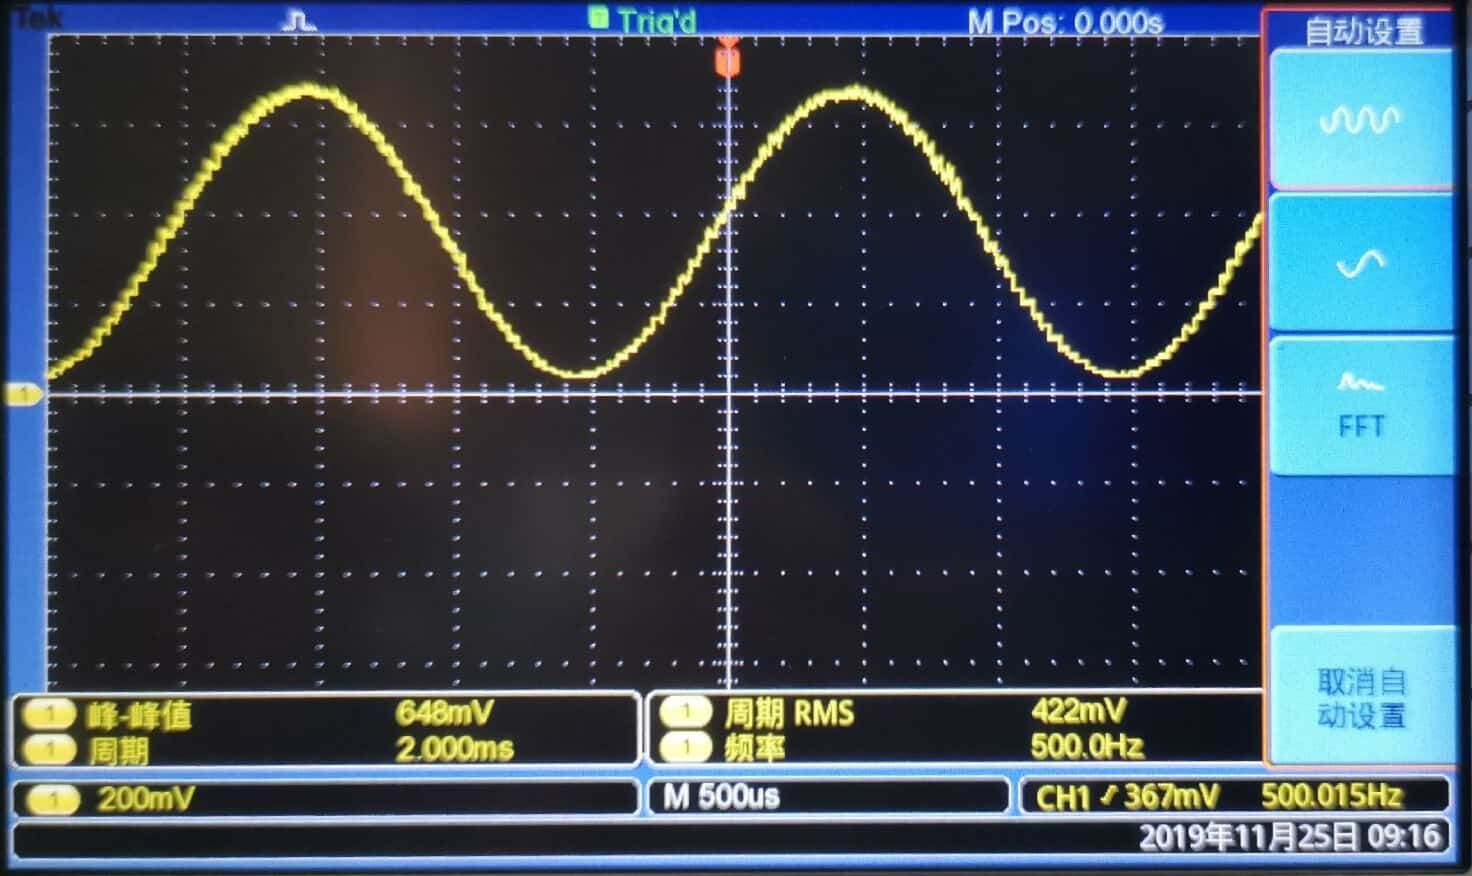 Tek
Trig'd
M Pos: 0.000s
自动设置
FFT
取消自
动设置
1
1 峰-峰值 648mV
1 周期 2.000ms
1 周期 RMS 422mV
1 频率 500.0Hz
1 200mV
M 500us
CH1 367mV 500.015Hz
2019年11月25日 09:16